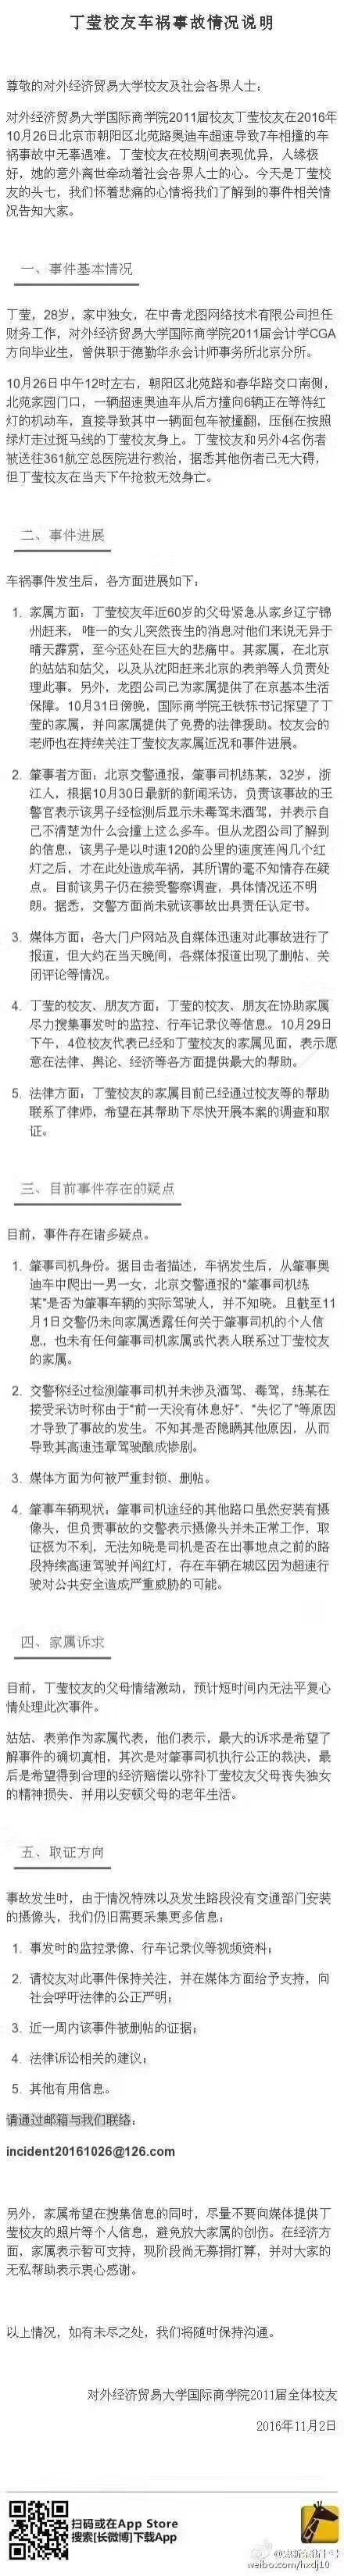 丁莹校友车祸事故情况说明
尊敬的对外经济贸易大学校友及社会各界人士：
对外经济贸易大学国际商学院2011届校友丁莹校友在2016年
10月26日北京市朝阳区北苑路奥迪车超速导致7车相撞的车
祸事故中无辜遇难。丁莹校友在校期间表现优异，人缘极
好，她的意外离世牵动着社会各界人士的心。今天是丁莹校
友的头七，我们怀着悲痛的心情将我们了解到的事件相关情
况告知大家。
一、事件基本情况
丁莹，28岁，家中独女，在中青龙图网络技术有限公司担任
财务工作，对外经济贸易大学国际商学院2011届会计学CGA
方向毕业生，曾供职于德勤华永会计师事务所北京分所。
10月26日中午12时左右，朝阳区北苑路和春华路交口南侧，
北苑家园门口，一辆超速奥迪车从后方撞向6辆正在等待红
灯的机动车，直接导致其中一辆面包车被撞翻，压倒在按照
绿灯走过斑马线的丁莹校友身上。丁莹校友和另外4名伤者
被送往361航空总医院进行救治，据悉其他伤者已无大碍，
但丁莹校友在当天下午抢救无效身亡。
二、事件进展
车祸事件发生后，各方面进展如下：
1. 家属方面：丁莹校友年近60岁的父母紧急从家乡辽宁锦
州赶来，唯一的女儿突然丧生的消息对他们来说无异于
晴天霹雳，至今还处在巨大的悲痛中。其家属，在北京
的姑姑和姑父，以及从沈阳赶来北京的表弟等人负责处
理此事。另外，龙图公司已为家属提供了在京基本生活
保障。10月31日傍晚，国际商学院王铁栋书记探望了丁
莹的家属，并向家属提供了免费的法律援助。校友会的
老师也在持续关注丁莹校友家属近况和事件进展。
2. 肇事者方面：北京交警通报，肇事司机练某，32岁，浙
江人，根据10月30日最新的新闻采访，负责该事故的王
警官表示该男子经检测后显示未毒驾未酒驾，并表示自
己不清楚为什么会撞上这么多车。但从龙图公司了解到
的信息，该男子是以时速120的公里的速度连闯几个红
灯之后，才在此处造成车祸，其所谓的毫不知情存在疑
点。目前该男子仍在接受警察调查，具体情况还不明
朗。据悉，交警方面尚未就该事故出具责任认定书。
3. 媒体方面：各大门户网站及自媒体迅速对此事故进行了
报道，但大约在当天晚间，各媒体报道出现了删帖、关
闭评论等情况。
4. 丁莹的校友、朋友方面：丁莹的校友、朋友在协助家属
尽力搜集事发时的监控、行车记录仪等信息。10月29日
下午，4位校友代表已经和丁莹校友的家属见面，表示愿
意在法律、舆论、经济等各方面提供最大的帮助。
5. 法律方面：丁莹校友的家属目前已经通过校友等的帮助
联系了律师，希望在其帮助下尽快开展本案的调查和取
证。
三、目前事件存在的疑点
目前，事件存在诸多疑点。
1. 肇事司机身份。据目击者描述，车祸发生后，从肇事奥
迪车中爬出一男一女，北京交警通报的“肇事司机练
某”是否为肇事车辆的实际驾驶人，并不知晓。且截至11
月1日交警仍未向家属透露任何关于肇事司机的个人信
息，也未有任何肇事司机家属或代表人联系过丁莹校友
的家属。
2. 交警称经过检测肇事司机并未涉及酒驾、毒驾，练某在
接受采访时称由于“前一天没有休息好”、“失忆了”等原因
才导致了事故的发生。不知其是否隐瞒其他原因，从而
导致其高速违章驾驶酿成惨剧。
3. 媒体方面为何被严重封锁、删帖。
4. 肇事车辆现状：肇事司机途经的其他路口虽然安装有摄
像头，但负责事故的交警表示摄像头并未正常工作，取
证极为不利，无法知晓是司机是否在出事地点之前的路
段持续高速驾驶并闯红灯，存在车辆在城区因为超速行
驶对公共安全造成严重威胁的可能。
四、家属诉求
目前，丁莹校友的父母情绪激动，预计短时间内无法平复心
情处理此次事件。
姑姑、表弟作为家属代表，他们表示，最大的诉求是希望了
解事件的确切真相，其次是对肇事司机执行公正的裁决，最
后是希望得到合理的经济赔偿以弥补丁莹校友父母丧失独女
的精神损失、并用以安顿父母的老年生活。
五、取证方向
事故发生时，由于情况特殊以及发生路段没有交通部门安装
的摄像头，我们仍旧需要采集更多信息：
1. 事发时的监控录像、行车记录仪等视频资料；
2. 请校友对此事件保持关注，并在媒体方面给予支持，向
社会呼吁法律的公正严明；
3. 近一周内该事件被删帖的证据；
4. 法律诉讼相关的建议；
5. 其他有用信息。
请通过邮箱与我们联络：
incident20161026@126.com
另外，家属希望在搜集信息的同时，尽量不要向媒体提供丁
莹校友的照片等个人信息，避免放大家属的创伤。在经济方
面，家属表示暂可支持，现阶段尚无募捐打算，并对大家的
无私帮助表示衷心感谢。
以上情况，如有未尽之处，我们将随时保持沟通。
对外经济贸易大学国际商学院2011届全体校友
2016年11月2日
扫码或在App Store
搜索[长微博]下载App
weibo.com/hxdj10